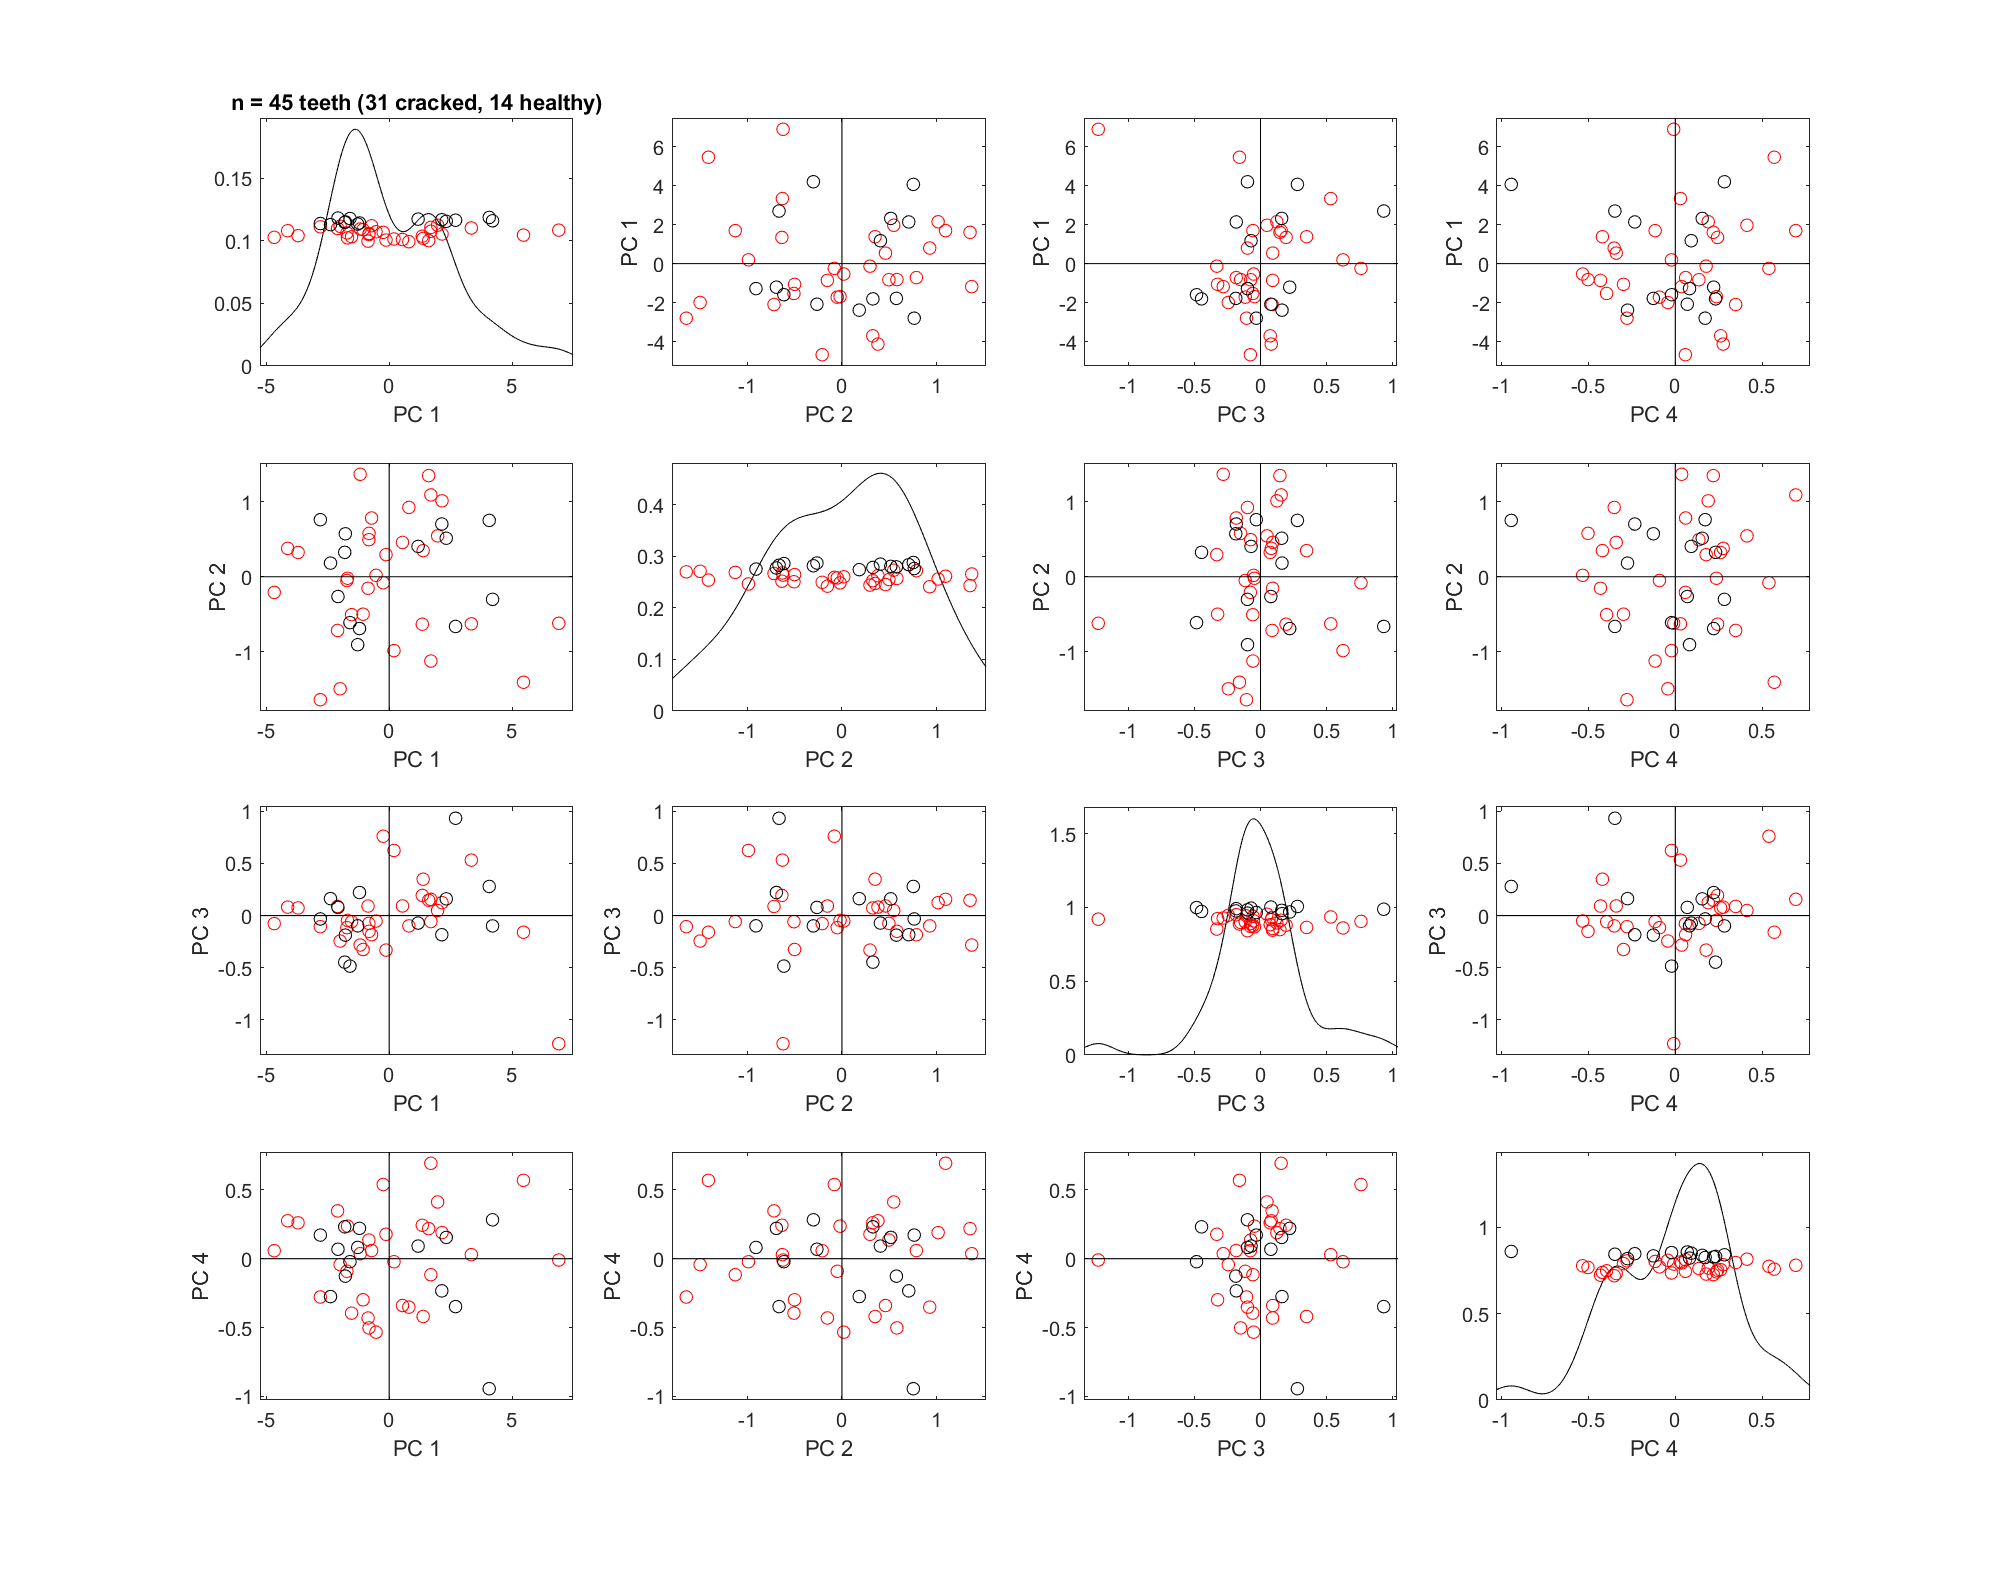 n = 45 teeth (31 cracked, 14 healthy)
0.15
0.1
0.05
0
-5 0 5
PC 1
PC 1
6
4
2
0
-2
-4
-1 0 1
PC 2
PC 1
6
4
2
0
-2
-4
-1 -0.5 0 0.5 1
PC 3
PC 1
6
4
2
0
-2
-4
-1 -0.5 0 0.5
PC 4
PC 2
1
0
-1
-5 0 5
PC 1
0.4
0.3
0.2
0.1
0
-1 0 1
PC 2
PC 2
1
0
-1
-1 -0.5 0 0.5 1
PC 3
PC 2
1
0
-1
-1 -0.5 0 0.5
PC 4
PC 3
1
0.5
0
-0.5
-1
-5 0 5
PC 1
PC 3
1
0.5
0
-0.5
-1
-1 0 1
PC 2
1.5
1
0.5
0
-1 -0.5 0 0.5 1
PC 3
PC 3
1
0.5
0
-0.5
-1
-1 -0.5 0 0.5
PC 4
PC 4
0.5
0
-0.5
-1
-5 0 5
PC 1
PC 4
0.5
0
-0.5
-1
-1 0 1
PC 2
PC 4
0.5
0
-0.5
-1
-1 -0.5 0 0.5 1
PC 3
1
0.5
0
-1 -0.5 0 0.5
PC 4